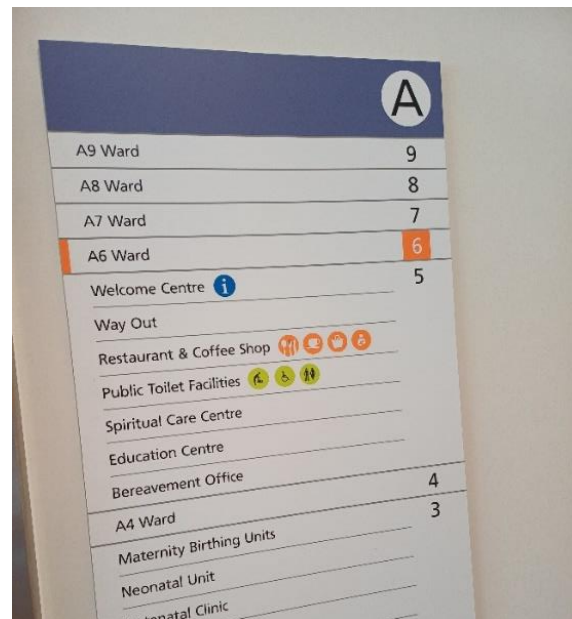 A
A9 Ward 9
A8 Ward 8
A7 Ward 7
A6 Ward 6
Welcome Centre i 5
Way Out
Restaurant & Coffee Shop
Public Toilet Facilities
Spiritual Care Centre
Education Centre
Bereavement Office
A4 Ward 4
Maternity Birthing Units 3
Neonatal Unit
Clinic